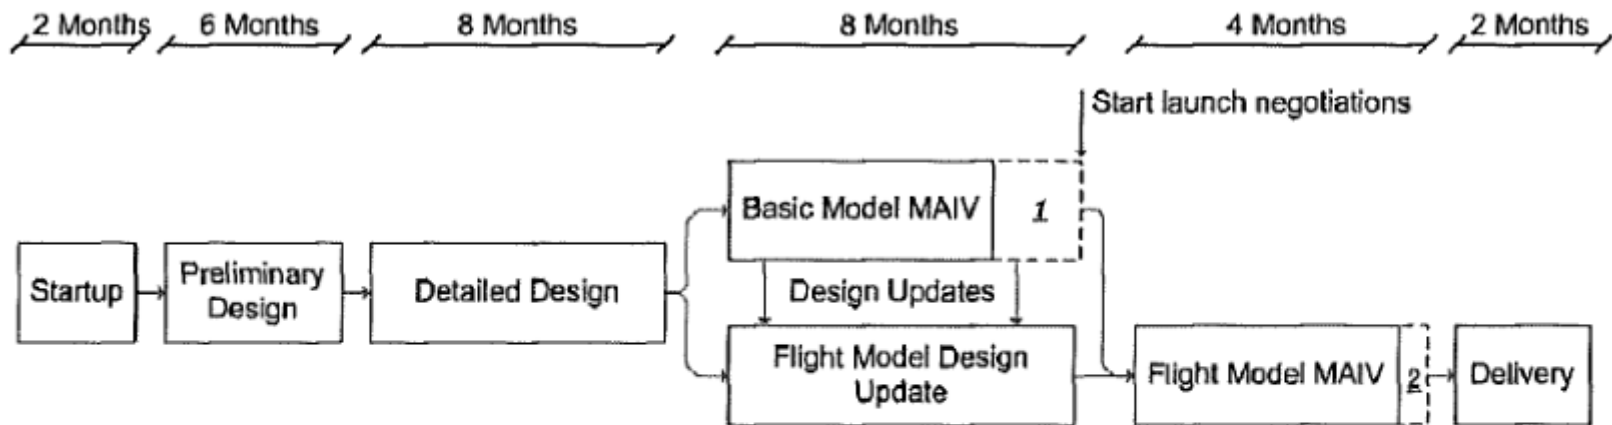 2 Months 6 Months 8 Months 8 Months 4 Months 2 Months
Start launch negotiations
Basic Model MAIV 1
Startup
Preliminary
Design
Detailed Design
Design Updates
Flight Model Design
Update
Flight Model MAIV 2
Delivery